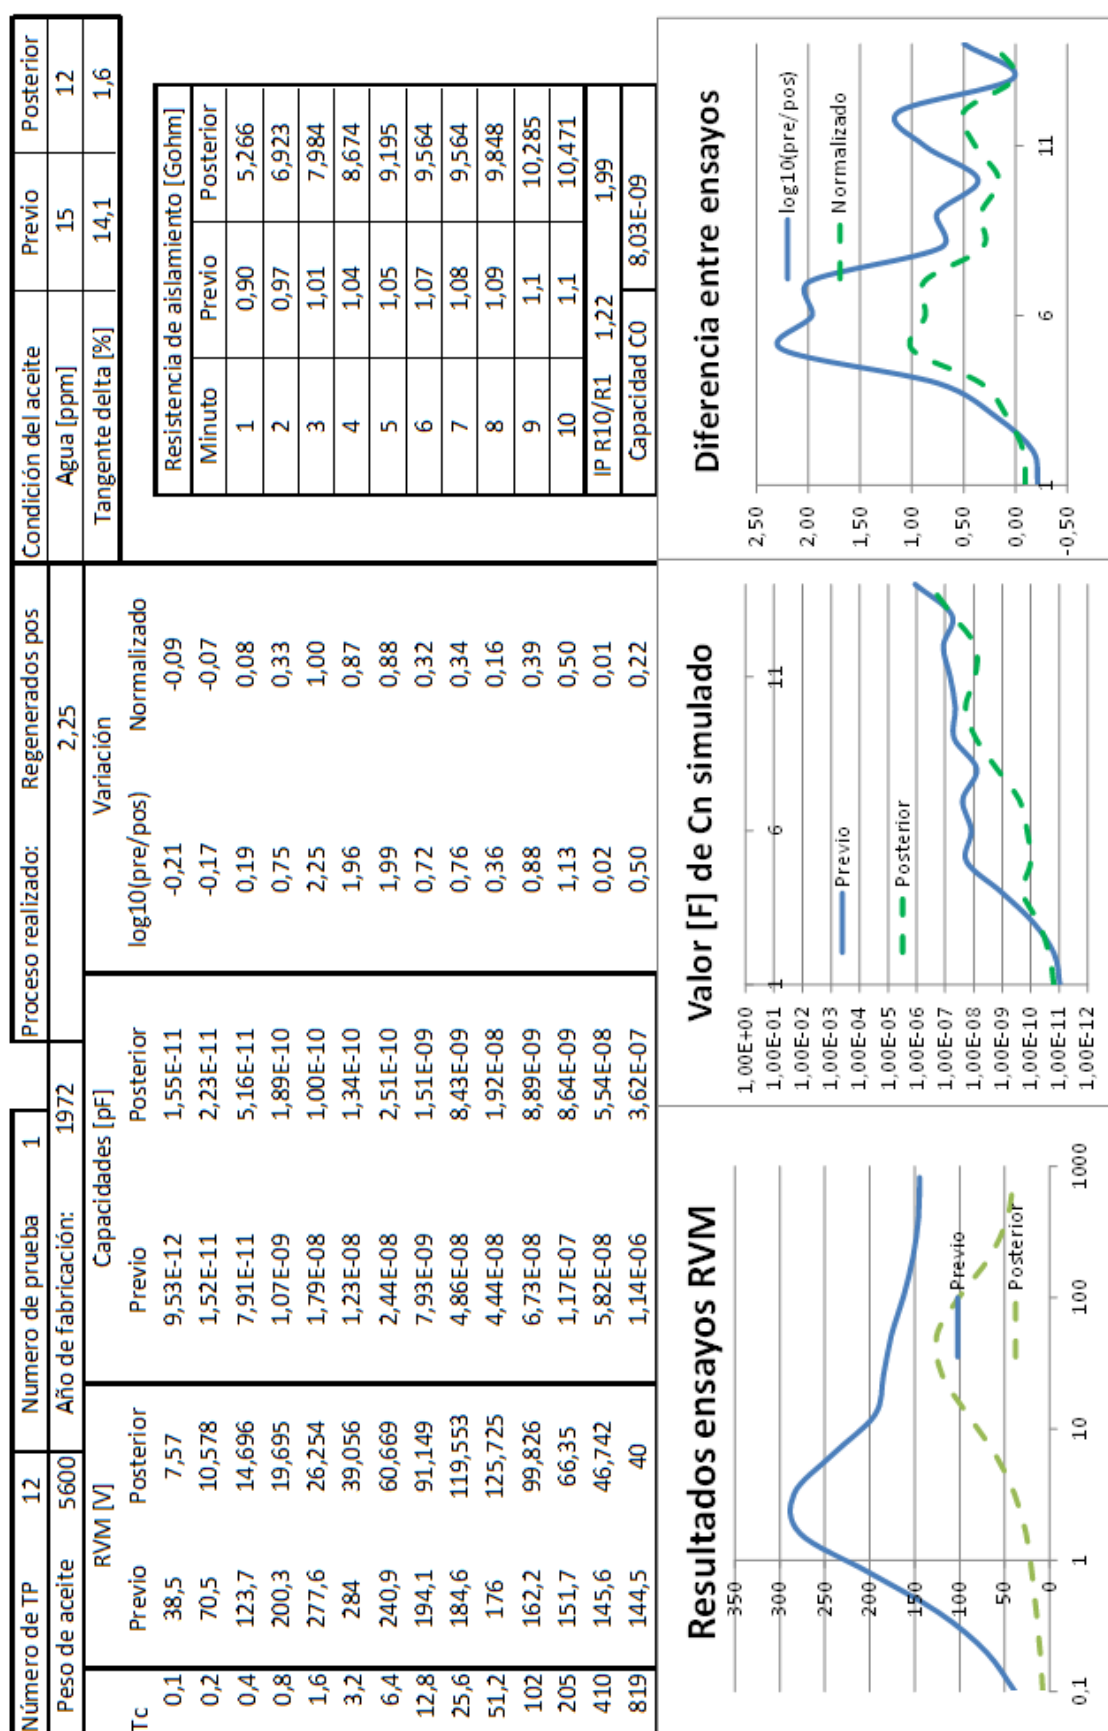 Número de TP 12 Numero de prueba 1 Proceso realizado: Regenerados pos Condición del aceite Previo Posterior
Peso de aceite 5600 Año de fabricación: 1972 2,25 Agua [ppm] 15 12
RVM [V] Capacidades [pF] Variación Tangente delta [%] 14,1 1,6
Tc Previo Posterior Previo Posterior log10(pre/pos) Normalizado
0,1 38,5 7,57 9,53E-12 1,55E-11 -0,21 -0,09
0,2 70,5 10,578 1,52E-11 2,23E-11 -0,17 -0,07
0,4 123,7 14,696 7,91E-11 5,16E-11 0,19 0,08
0,8 200,3 19,695 1,07E-09 1,89E-10 0,75 0,33
1,6 277,6 26,254 1,79E-08 1,00E-10 2,25 1,00
3,2 284 39,056 1,23E-08 1,34E-10 1,96 0,87
6,4 240,9 60,669 2,44E-08 2,51E-10 1,99 0,88
12,8 194,1 91,149 7,93E-09 1,51E-09 0,72 0,32
25,6 184,6 119,553 4,86E-08 8,43E-09 0,76 0,34
51,2 176 125,725 4,44E-08 1,92E-08 0,36 0,16
102 162,2 99,826 6,73E-08 8,89E-09 0,88 0,39
205 151,7 66,35 1,17E-07 8,64E-09 1,13 0,50
410 145,6 46,742 5,82E-08 5,54E-08 0,02 0,01
819 144,5 40 1,14E-06 3,62E-07 0,50 0,22
Resistencia de aislamiento [Gohm]
Minuto Previo Posterior
1 0,90 5,266
2 0,97 6,923
3 1,01 7,984
4 1,04 8,674
5 1,05 9,195
6 1,07 9,564
7 1,08 9,564
8 1,09 9,848
9 1,1 10,285
10 1,1 10,471
IP R10/R1 1,22 1,99
Capacidad C0 8,03E-09
Resultados ensayos RVM
350
300
250
200
150
100
50
0
0,1 1 10 100 1000
Previo
Posterior
Valor [F] de Cn simulado
1,00E+00
1,00E-01
1,00E-02
1,00E-03
1,00E-04
1,00E-05
1,00E-06
1,00E-07
1,00E-08
1,00E-09
1,00E-10
1,00E-11
1,00E-12
1 6 11
Previo
Posterior
Diferencia entre ensayos
2,50
2,00
1,50
1,00
0,50
0,00
-0,50
1 6 11
log10(pre/pos)
Normalizado